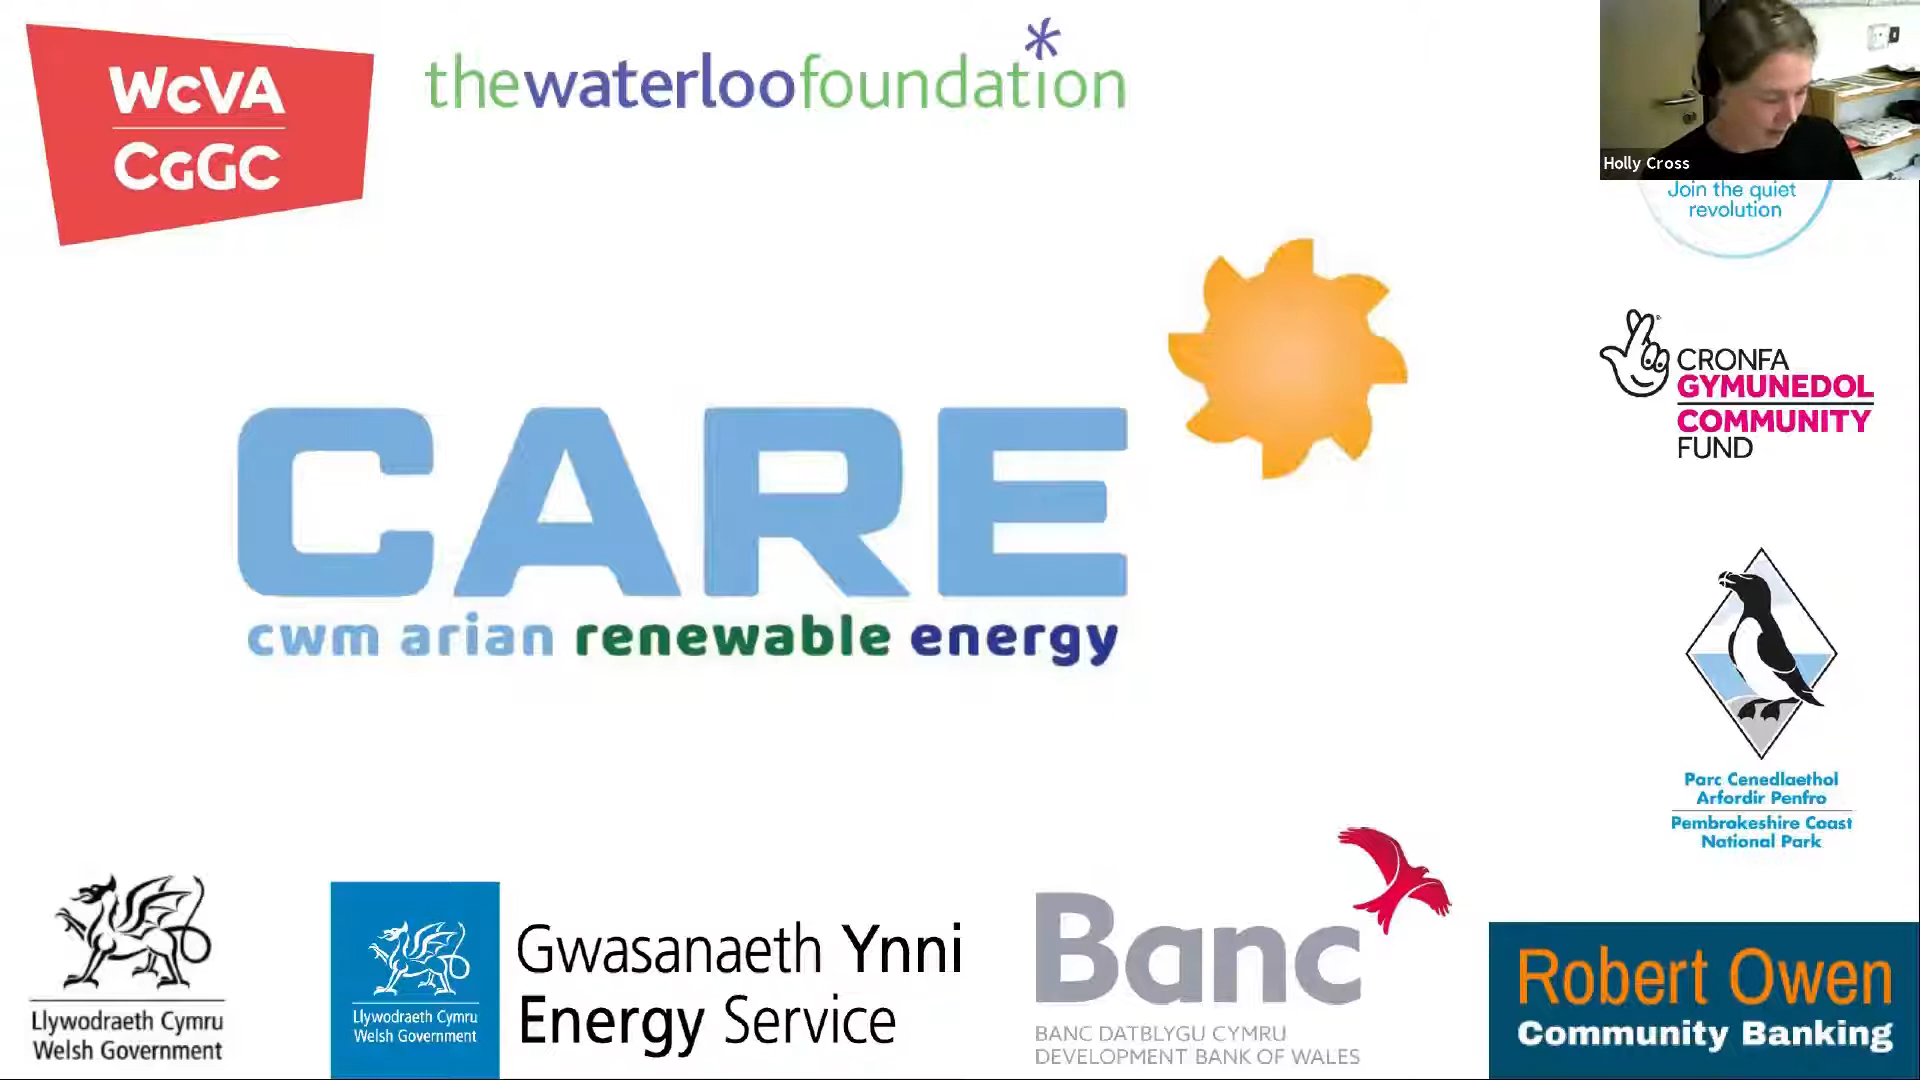 WCVA
CGGC
thewaterloofoundation
Holly Cross
Join the quiet
revolution
CRONFA
GYMUNEDOL
COMMUNITY
FUND
CARE
cwm arian renewable energy
Parc Cenedlaethol
Arfordir Penfro
Pembrokeshire Coast
National Park
Llywodraeth Cymru
Welsh Government
Llywodraeth Cymru
Welsh Government
Gwasanaeth Ynni
Energy Service
Banc
BANC DATBLYGU CYMRU
DEVELOPMENT BANK OF WALES
Robert Owen
Community Banking